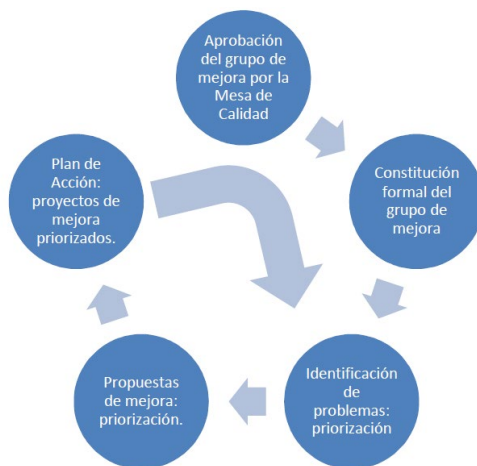 Aprobación
del grupo de
mejora por la
Mesa de
Calidad
Constitución
formal del
grupo de
mejora
Identificación
de
problemas:
priorización
Propuestas
de mejora:
priorización.
Plan de
Acción:
proyectos de
mejora
priorizados.